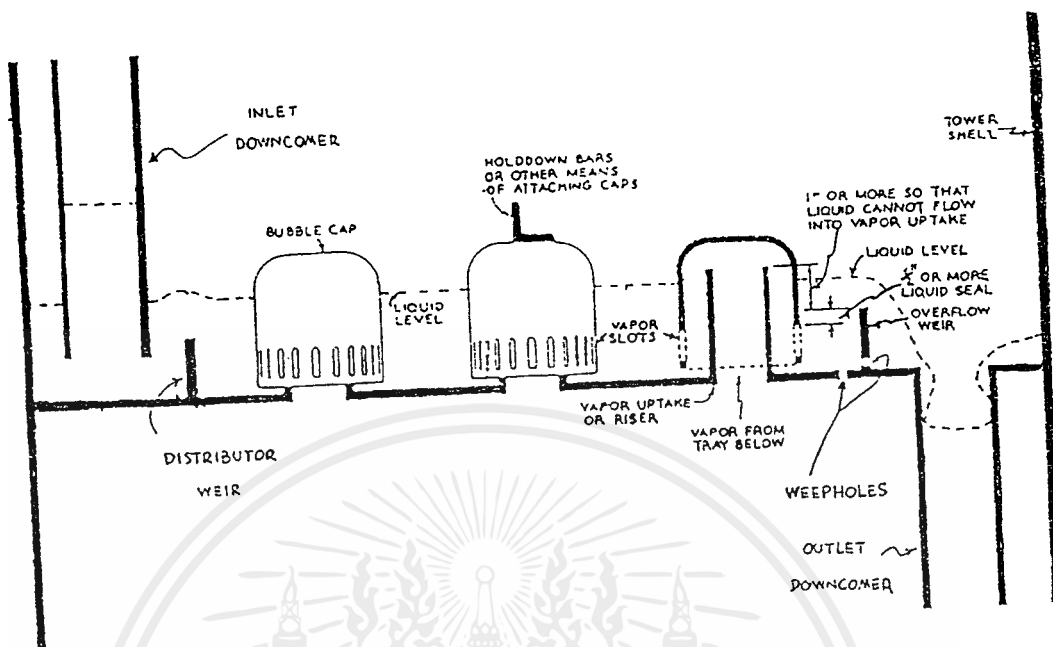 INLET
DOWNCOMER
TOWER
SHELL
HOLDDOWN BARS
OR OTHER MEANS
OF ATTACHING CAPS
1" OR MORE SO THAT
LIQUID CANNOT FLOW
INTO VAPOR UPTAKE
BUBBLE CAP
LIQUID LEVEL
OR MORE
LIQUID SEAL
LIQUID
LEVEL
OVERFLOW
WEIR
VAPOR
SLOTS
VAPOR UPTAKE
OR RISER
VAPOR FROM
TRAY BELOW
DISTRIBUTOR
WEIR
WEEPHOLES
OUTLET
DOWNCOMER